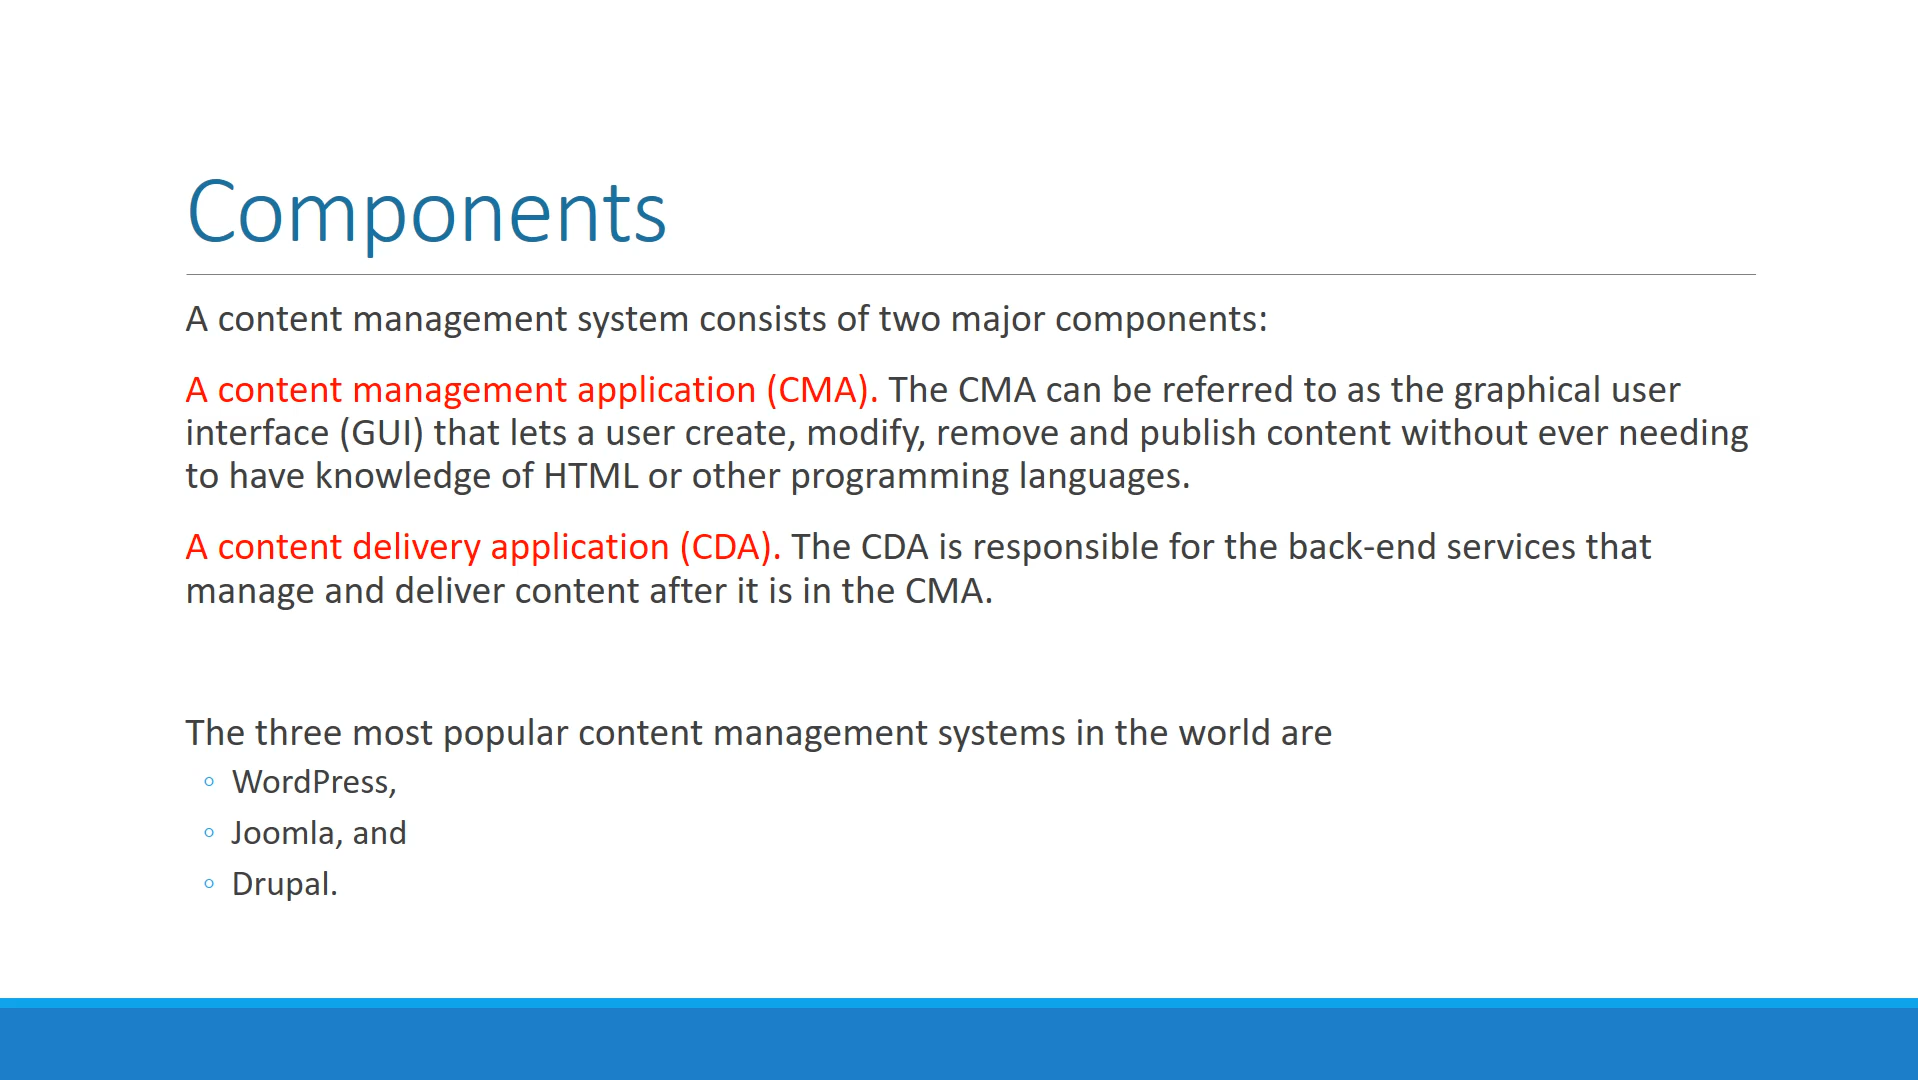 Components
A content management system consists of two major components:
A content management application (CMA). The CMA can be referred to as the graphical user
interface (GUI) that lets a user create, modify, remove and publish content without ever needing
to have knowledge of HTML or other programming languages.
A content delivery application (CDA). The CDA is responsible for the back-end services that
manage and deliver content after it is in the CMA.
The three most popular content management systems in the world are
◦ WordPress,
◦ Joomla, and
◦ Drupal.